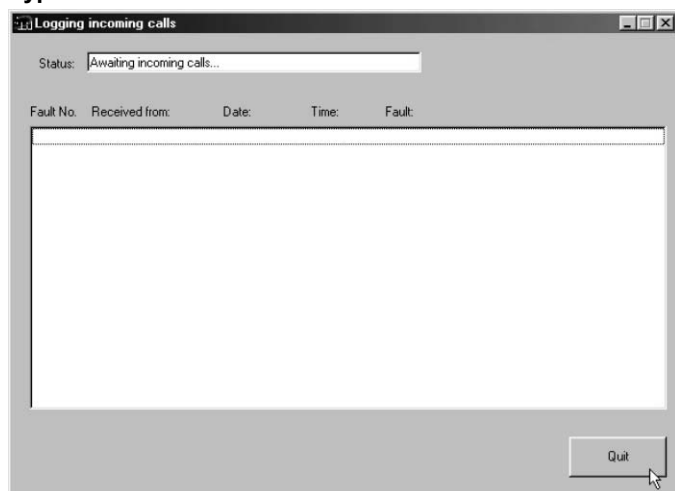 Logging incoming calls
Status: Awaiting incoming calls...
Fault No. Received from: Date: Time: Fault:
Quit